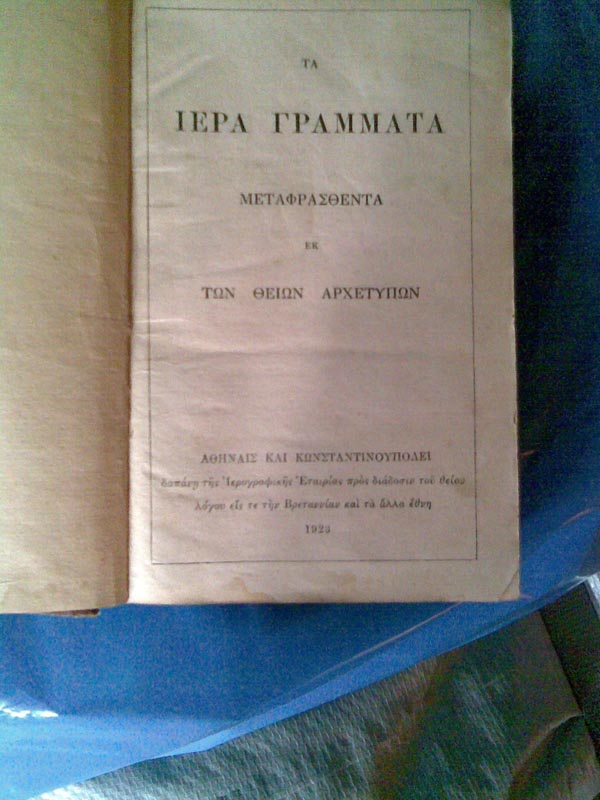 ΤΑ
ΙΕΡΑ ΓΡΑΜΜΑΤΑ
ΜΕΤΑΦΡΑΣΘΕΝΤΑ
ΕΚ
ΤΩΝ ΘΕΙΩΝ ΑΡΧΕΤΥΠΩΝ
ΑΘΗΝΑΙΣ ΚΑΙ ΚΩΝΣΤΑΝΤΙΝΟΥΠΟΛΕΙ
δαπάνῃ τῆς Ἱερογραφικῆς Ἑταιρίας πρὸς διάδοσιν τοῦ θείου
λόγου εἴς τε τὴν Βρεταννίαν καὶ τὰ ἄλλα ἔθνη
1923